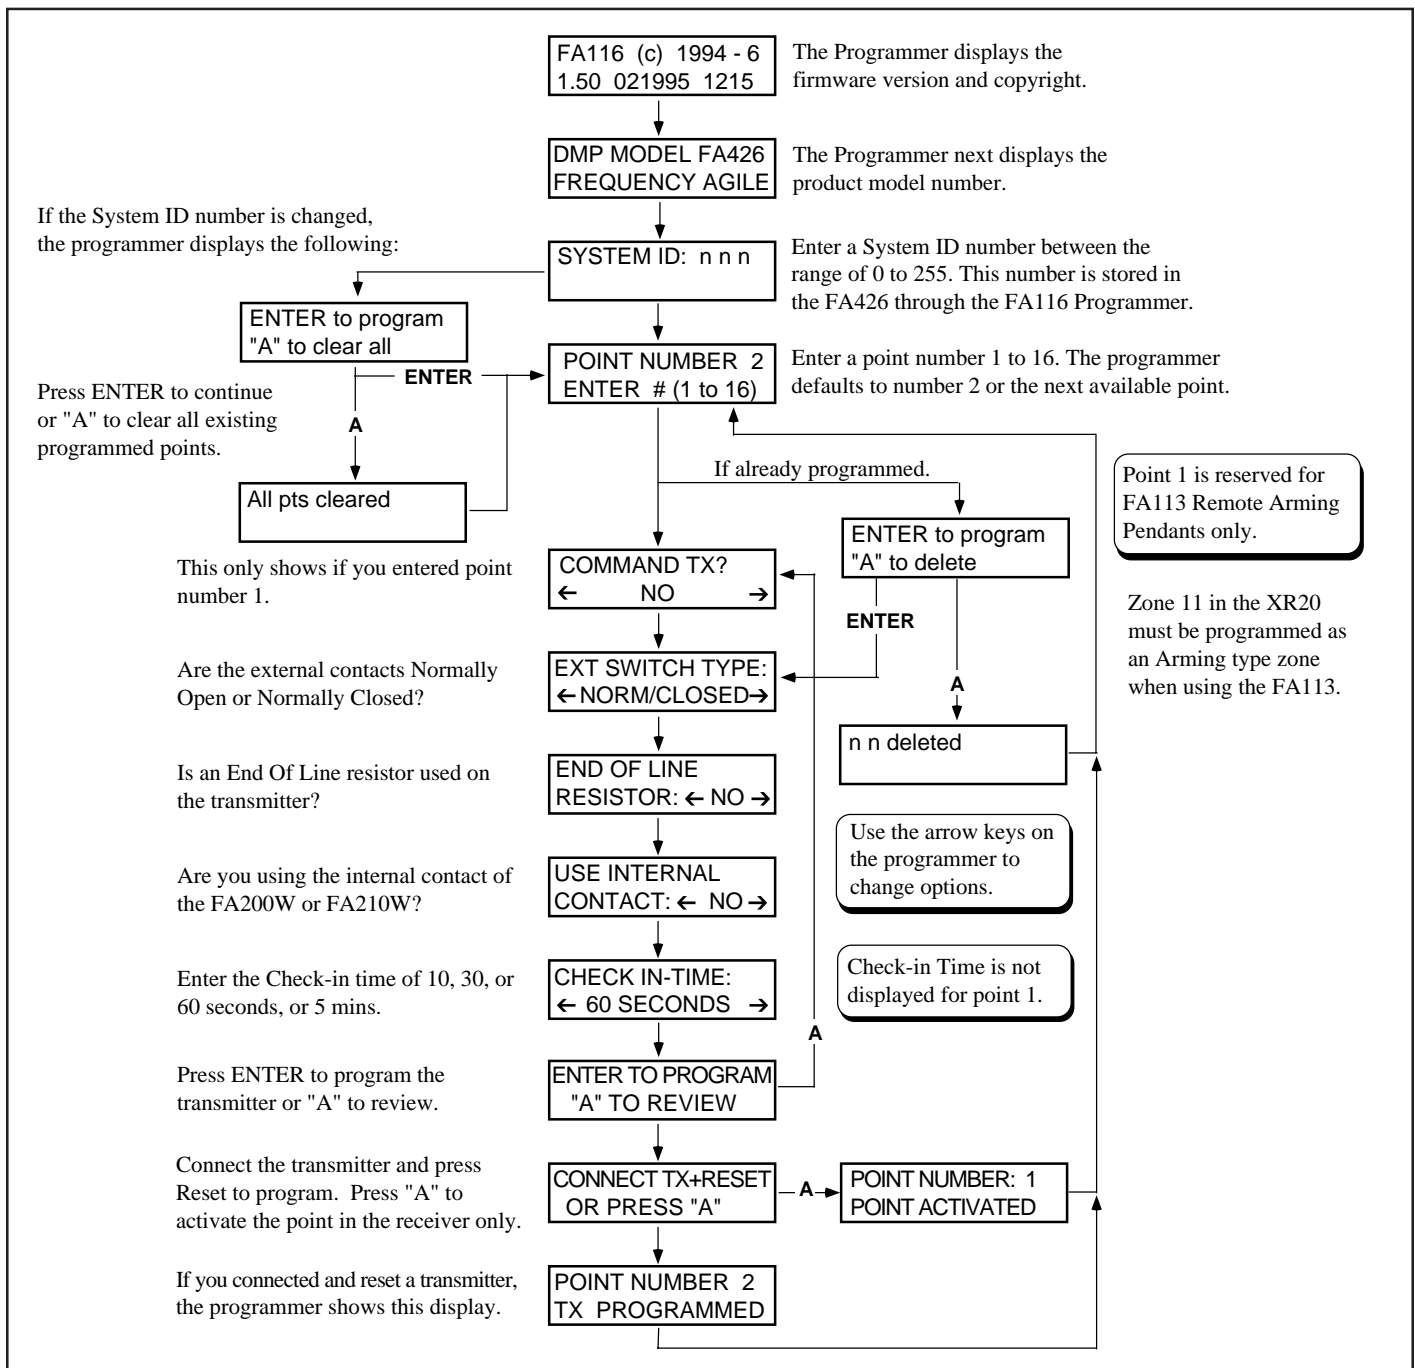 FA116 (c) 1994 - 6
1.50 021995 1215
The Programmer displays the
firmware version and copyright.
DMP MODEL FA426
FREQUENCY AGILE
The Programmer next displays the
product model number.
If the System ID number is changed,
the programmer displays the following:
SYSTEM ID: n n n
Enter a System ID number between the
range of 0 to 255. This number is stored in
the FA426 through the FA116 Programmer.
ENTER to program
"A" to clear all
POINT NUMBER 2
ENTER # (1 to 16)
Enter a point number 1 to 16. The programmer
defaults to number 2 or the next available point.
ENTER
Press ENTER to continue
or "A" to clear all existing
programmed points.
A
All pts cleared
If already programmed.
Point 1 is reserved for
FA113 Remote Arming
Pendants only.
ENTER to program
"A" to delete
This only shows if you entered point
number 1.
COMMAND TX?
← NO →
Zone 11 in the XR20
must be programmed as
an Arming type zone
when using the FA113.
ENTER
Are the external contacts Normally
Open or Normally Closed?
EXT SWITCH TYPE:
← NORM/CLOSED →
A
n n deleted
Is an End Of Line resistor used on
the transmitter?
END OF LINE
RESISTOR: ← NO →
Use the arrow keys on
the programmer to
change options.
Are you using the internal contact of
the FA200W or FA210W?
USE INTERNAL
CONTACT: ← NO →
Check-in Time is not
displayed for point 1.
Enter the Check-in time of 10, 30, or
60 seconds, or 5 mins.
CHECK IN-TIME:
← 60 SECONDS →
A
Press ENTER to program the
transmitter or "A" to review.
ENTER TO PROGRAM
"A" TO REVIEW
Connect the transmitter and press
Reset to program. Press "A" to
activate the point in the receiver only.
CONNECT TX+RESET
OR PRESS "A"
A
POINT NUMBER: 1
POINT ACTIVATED
If you connected and reset a transmitter,
the programmer shows this display.
POINT NUMBER 2
TX PROGRAMMED